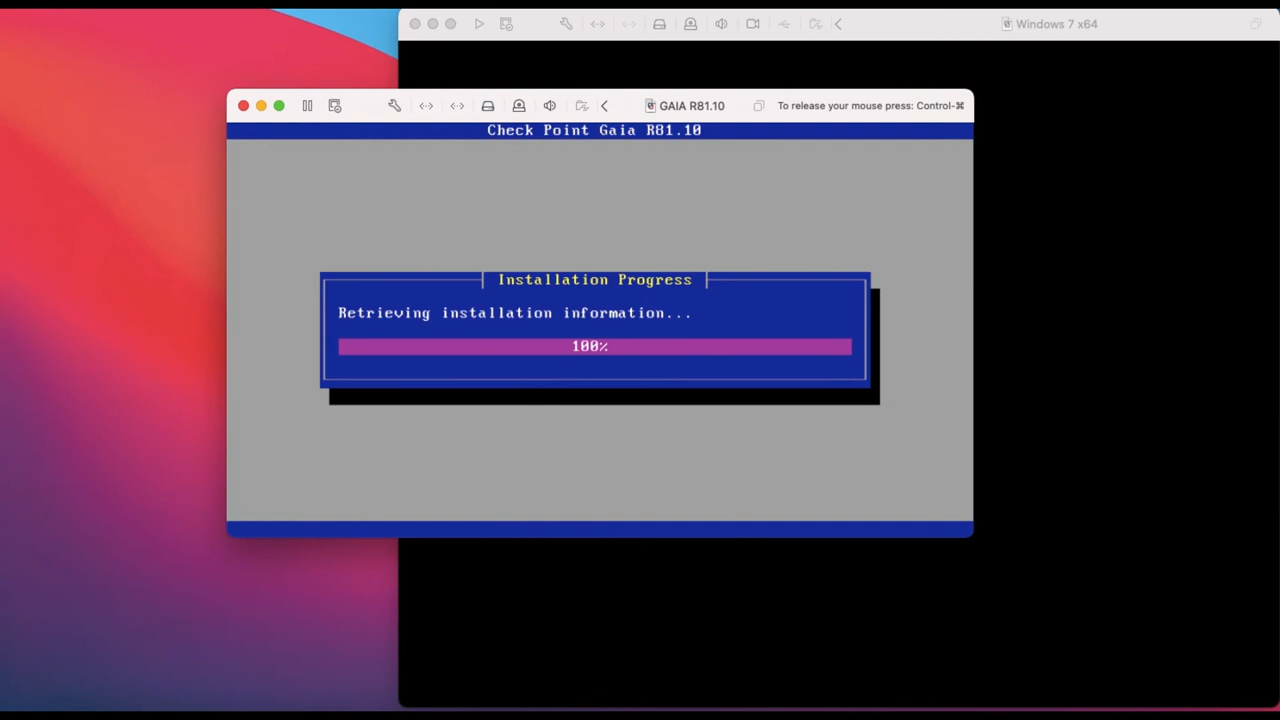 Windows 7 x64
GAIA R81.10
To release your mouse press: Control-⌘
Check Point Gaia R81.10
Installation Progress
Retrieving installation information...
100%